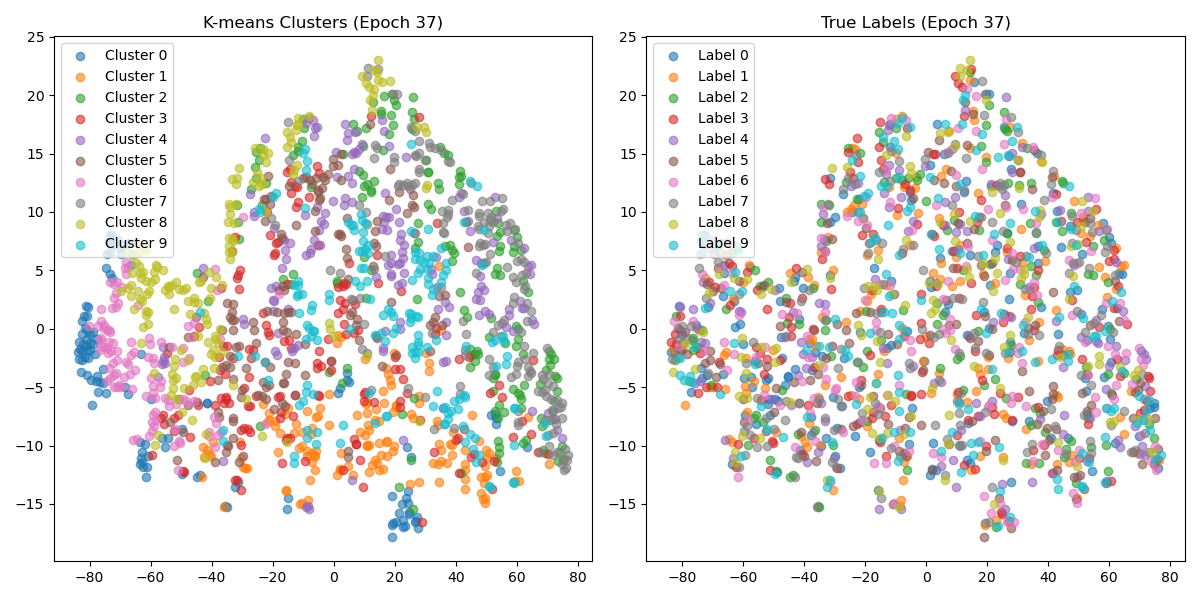 K-means Clusters (Epoch 37)
25
20
15
10
5
0
−5
−10
−15
−80 −60 −40 −20 0 20 40 60 80
Cluster 0
Cluster 1
Cluster 2
Cluster 3
Cluster 4
Cluster 5
Cluster 6
Cluster 7
Cluster 8
Cluster 9
True Labels (Epoch 37)
25
20
15
10
5
0
−5
−10
−15
−80 −60 −40 −20 0 20 40 60 80
Label 0
Label 1
Label 2
Label 3
Label 4
Label 5
Label 6
Label 7
Label 8
Label 9